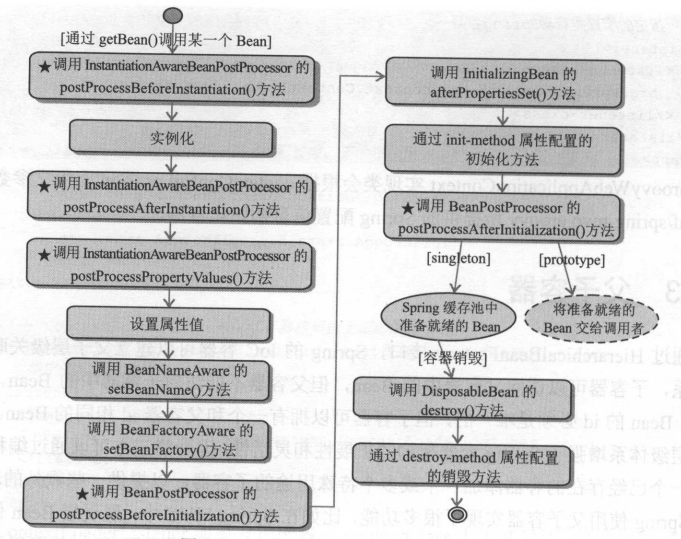 [通过 getBean()调用某一个 Bean]
★调用 InstantiationAwareBeanPostProcessor 的
postProcessBeforeInstantiation()方法
实例化
★调用 InstantiationAwareBeanPostProcessor 的
postProcessAfterInstantiation()方法
★调用 InstantiationAwareBeanPostProcessor 的
postProcessPropertyValues()方法
设置属性值
调用 BeanNameAware 的
setBeanName()方法
调用 BeanFactoryAware 的
setBeanFactory()方法
★调用 BeanPostProcessor 的
postProcessBeforeInitialization()方法
调用 InitializingBean 的
afterPropertiesSet()方法
通过 init-method 属性配置的
初始化方法
★调用 BeanPostProcessor 的
postProcessAfterInitialization()方法
[singleton]
[prototype]
Spring 缓存池中
准备就绪的 Bean
将准备就绪的
Bean 交给调用者
[容器销毁]
调用 DisposableBean 的
destroy()方法
通过 destroy-method 属性配置
的销毁方法